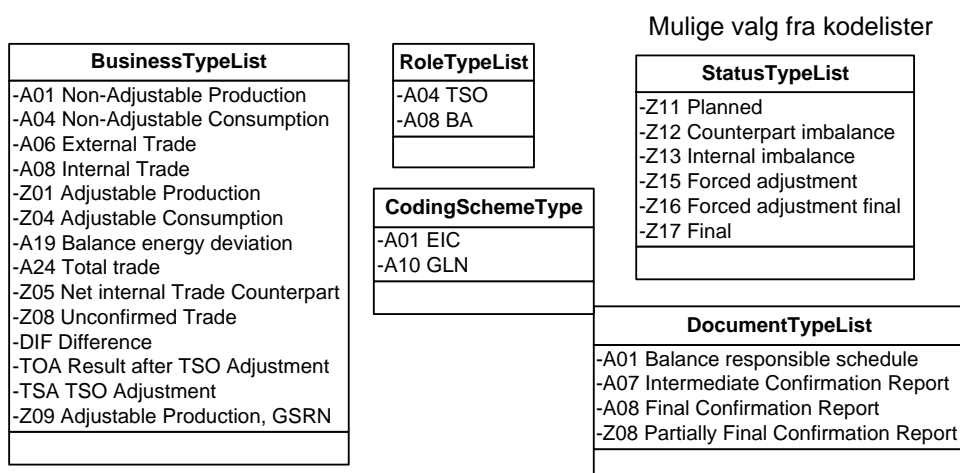 Mulige valg fra kodelister
BusinessTypeList
-A01 Non-Adjustable Production
-A04 Non-Adjustable Consumption
-A06 External Trade
-A08 Internal Trade
-Z01 Adjustable Production
-Z04 Adjustable Consumption
-A19 Balance energy deviation
-A24 Total trade
-Z05 Net internal Trade Counterpart
-Z08 Unconfirmed Trade
-DIF Difference
-TOA Result after TSO Adjustment
-TSA TSO Adjustment
-Z09 Adjustable Production, GSRN
RoleTypeList
-A04 TSO
-A08 BA
CodingSchemeType
-A01 EIC
-A10 GLN
StatusTypeList
-Z11 Planned
-Z12 Counterpart imbalance
-Z13 Internal imbalance
-Z15 Forced adjustment
-Z16 Forced adjustment final
-Z17 Final
DocumentTypeList
-A01 Balance responsible schedule
-A07 Intermediate Confirmation Report
-A08 Final Confirmation Report
-Z08 Partially Final Confirmation Report